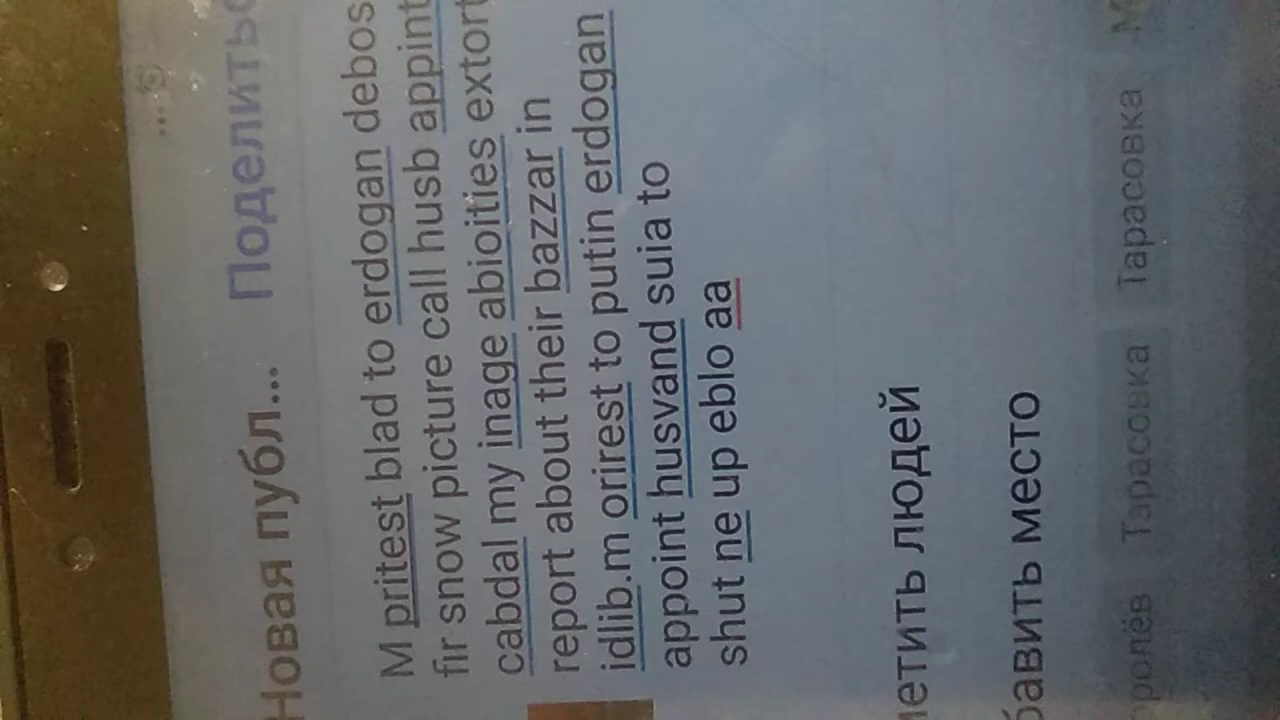 Новая публ... Поделитьс
M pritest blad to erdogan debos
fir snow picture call husb appint
cabdal my inage abioities extort
report about their bazzar in
idlib.m orirest to putin erdogan
appoint husvand suia to
shut ne up eblo aa
метить людей
бавить место
ролёв Тарасовка Тарасовка М